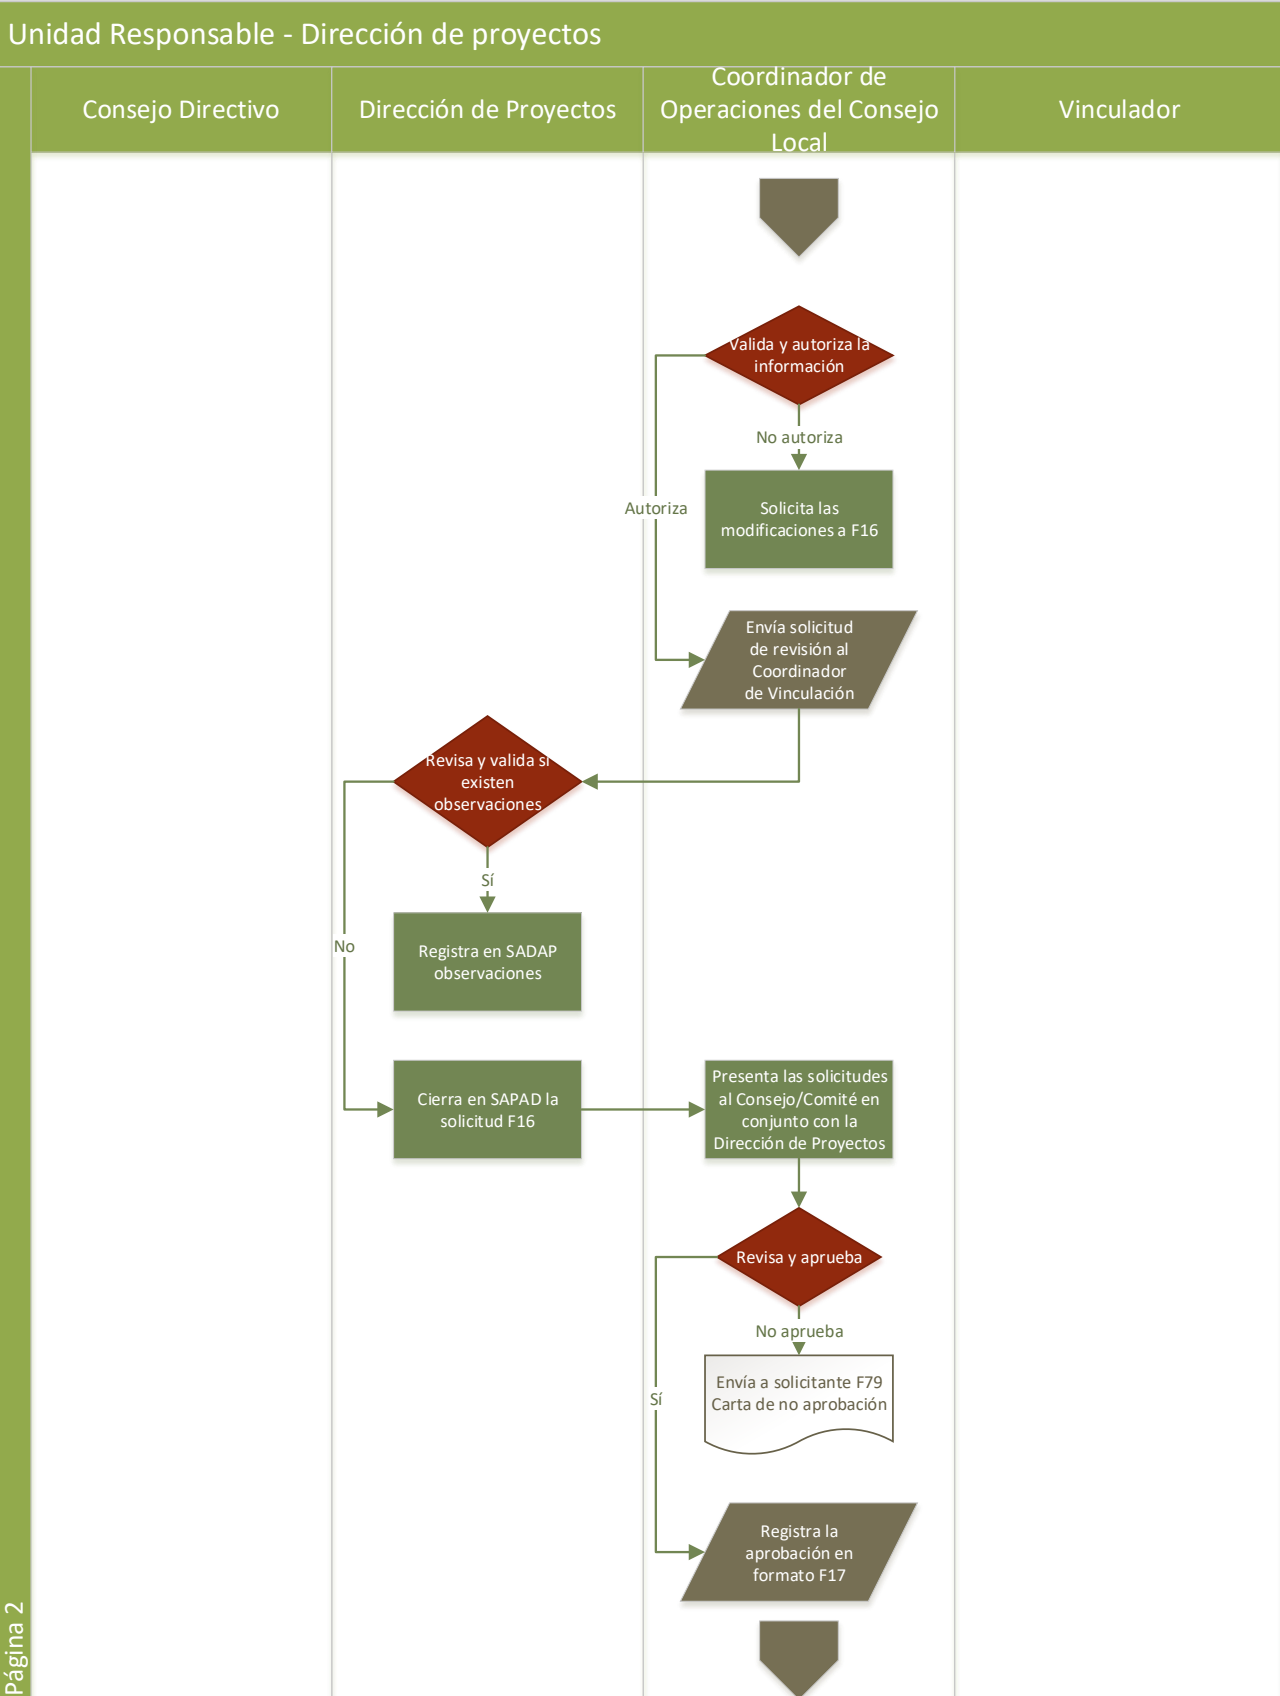 Unidad Responsable - Dirección de proyectos
Consejo Directivo
Dirección de Proyectos
Coordinador de
Operaciones del Consejo
Local
Vinculador
Valida y autoriza la
información
No autoriza
Autoriza
Solicita las
modificaciones a F16
Envía solicitud
de revisión al
Coordinador
de Vinculación
Revisa y valida si
existen
observaciones
Sí
No
Registra en SADAP
observaciones
Cierra en SAPAD la
solicitud F16
Presenta las solicitudes
al Consejo/Comité en
conjunto con la
Dirección de Proyectos
Revisa y aprueba
No aprueba
Sí
Envía a solicitante F79
Carta de no aprobación
Registra la
aprobación en
formato F17
Página 2